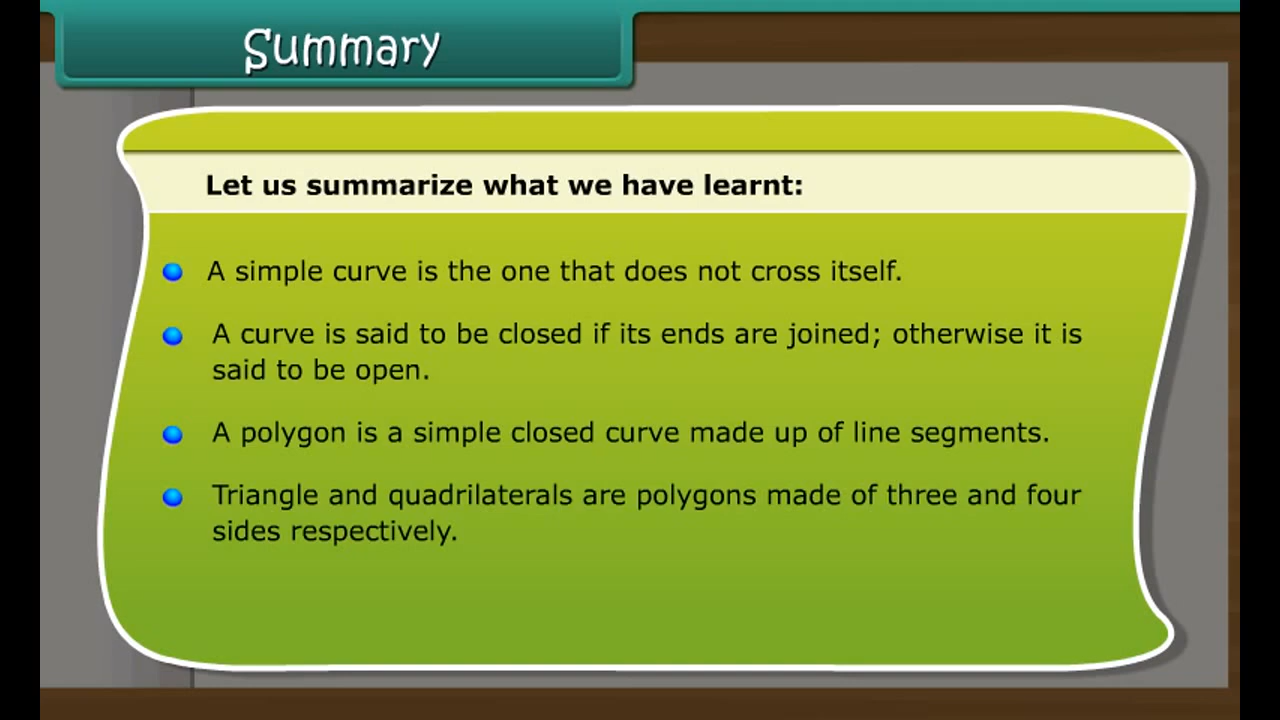 Summary
Let us summarize what we have learnt:
A simple curve is the one that does not cross itself.
A curve is said to be closed if its ends are joined; otherwise it is
said to be open.
A polygon is a simple closed curve made up of line segments.
Triangle and quadrilaterals are polygons made of three and four
sides respectively.